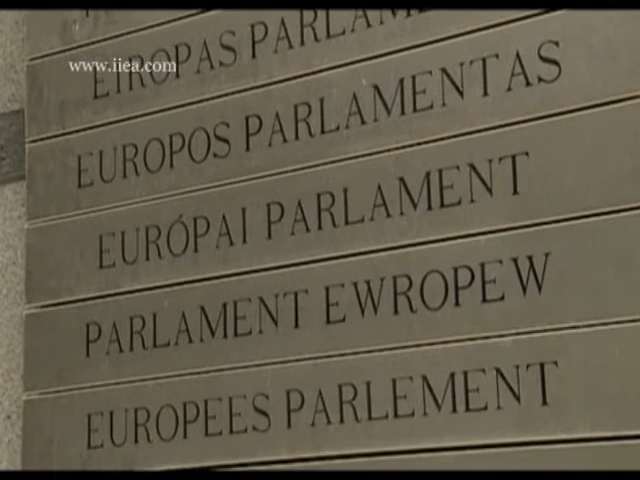 www.iiea.com
EIROPAS PARLAMENTS
EUROPOS PARLAMENTAS
EURÓPAI PARLAMENT
PARLAMENT EWROPEW
EUROPEES PARLEMENT